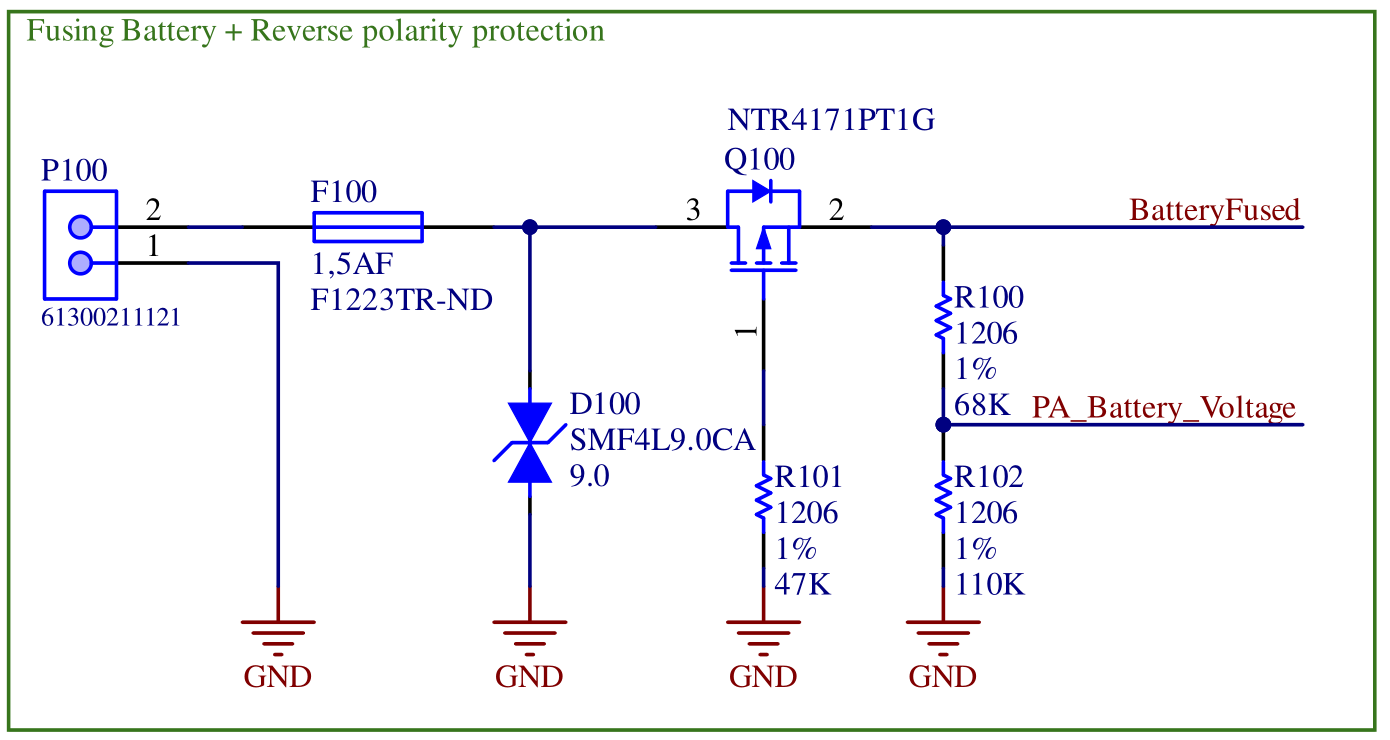 Fusing Battery + Reverse polarity protection
NTR4171PT1G
Q100
P100
2
1
61300211121
F100
1,5AF
F1223TR-ND
3
2
1
BatteryFused
R100
1206
1%
68K
PA_Battery_Voltage
D100
SMF4L9.0CA
9.0
R101
1206
1%
47K
R102
1206
1%
110K
GND
GND
GND
GND